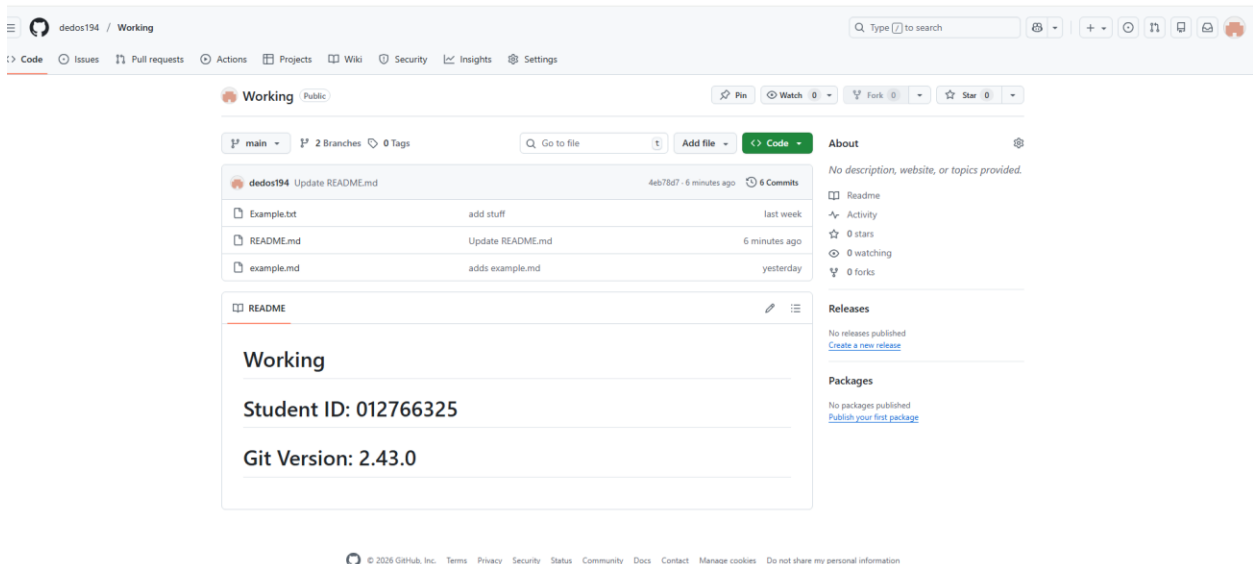 dedos194 / Working
Type / to search
Code Issues Pull requests Actions Projects Wiki Security Insights Settings
Working Public
Pin Watch 0 Fork 0 Star 0
main 2 Branches 0 Tags Go to file t Add file Code
dedos194 Update README.md 4eb78d7 · 6 minutes ago 6 Commits
Example.txt add stuff last week
README.md Update README.md 6 minutes ago
example.md adds example.md yesterday
README
Working
Student ID: 012766325
Git Version: 2.43.0
About
No description, website, or topics provided.
Readme
Activity
0 stars
0 watching
0 forks
Releases
No releases published
Create a new release
Packages
No packages published
Publish your first package
© 2026 GitHub, Inc. Terms Privacy Security Status Community Docs Contact Manage cookies Do not share my personal information